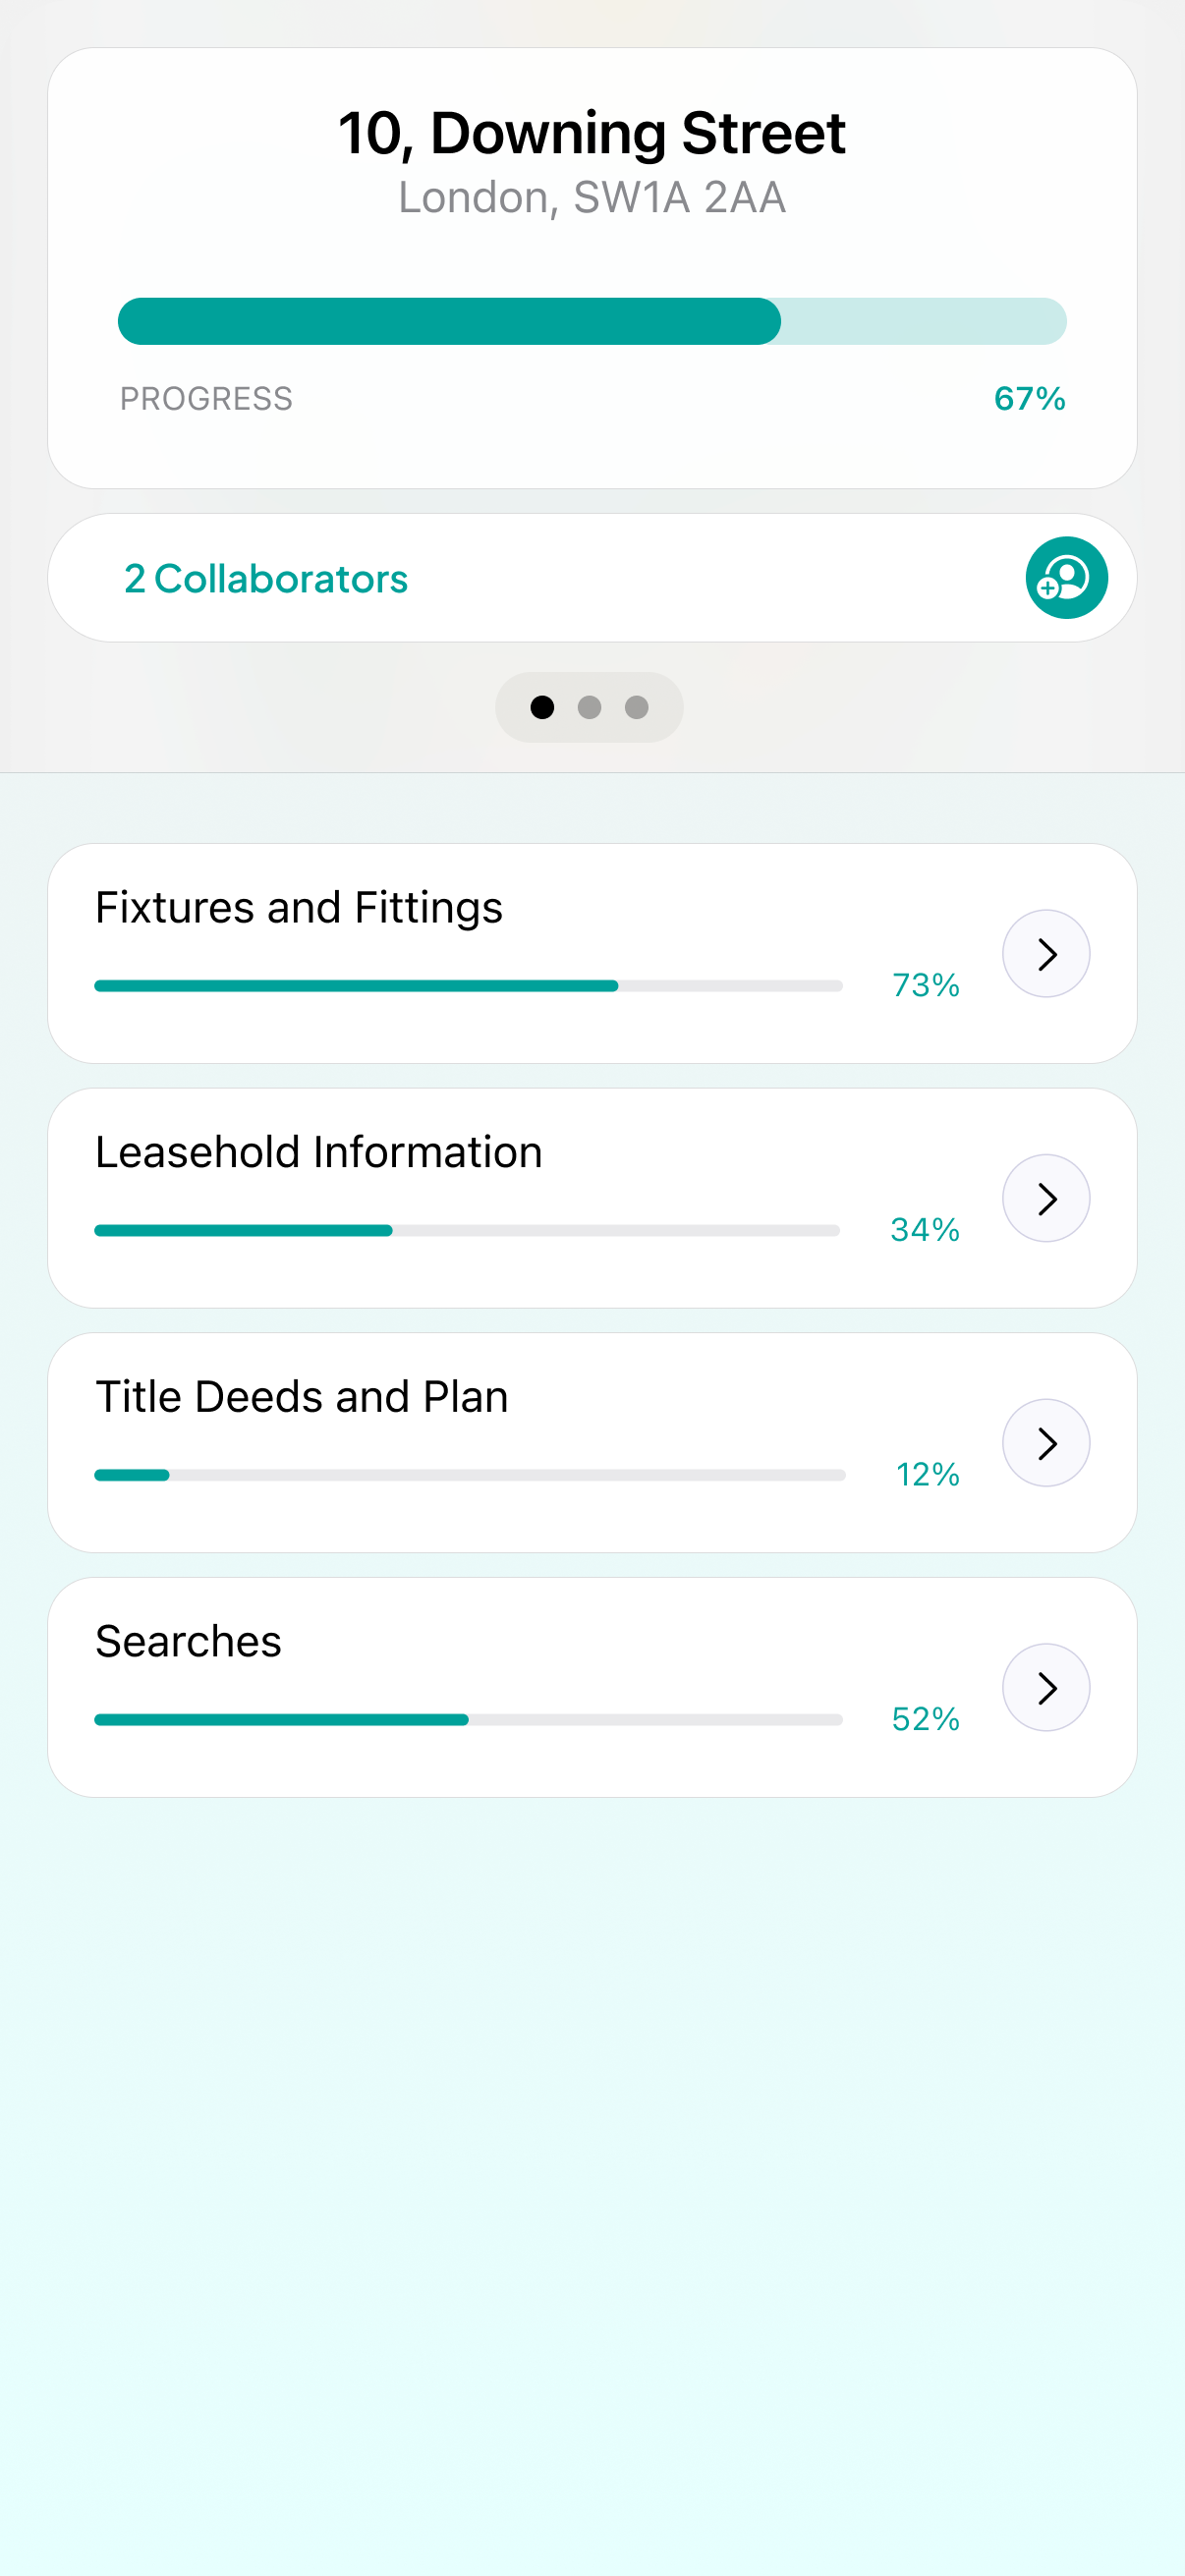 10, Downing Street
London, SW1A 2AA
PROGRESS 67%
2 Collaborators
Fixtures and Fittings
73%
Leasehold Information
34%
Title Deeds and Plan
12%
Searches
52%